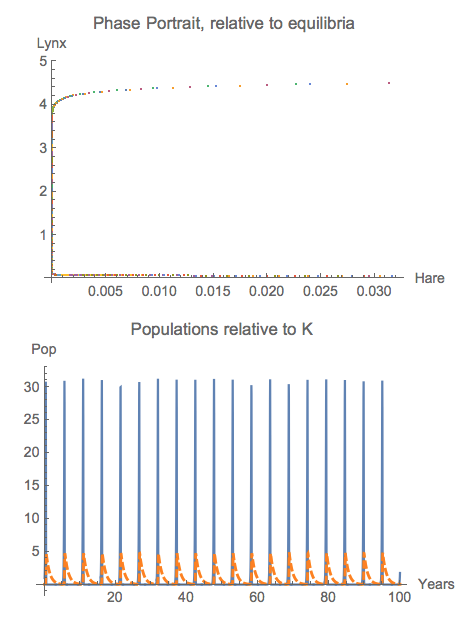 Phase Portrait, relative to equilibria
Lynx
5
4
3
2
1
0.005 0.010 0.015 0.020 0.025 0.030
Hare
Populations relative to K
Pop
30
25
20
15
10
5
20 40 60 80 100
Years